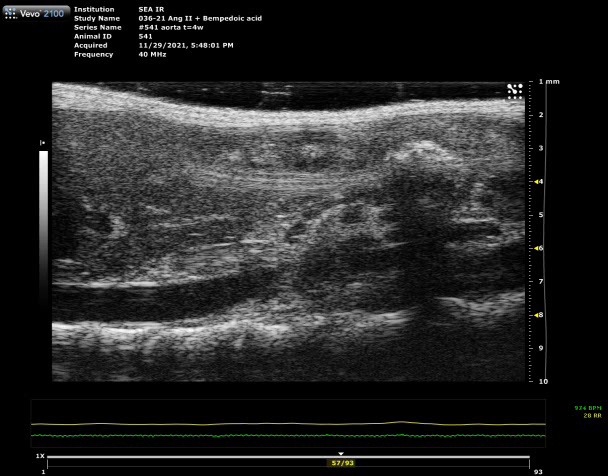 Vevo 2100
Institution SEA IR
Study Name 036-21 Ang II + Bempedoic acid
Series Name #541 aorta t=4w
Animal ID 541
Acquired 11/29/2021, 5:48:01 PM
Frequency 40 MHz
1 mm
2
3
4
5
6
7
8
9
10
28 RR
1X
57/93
1
93